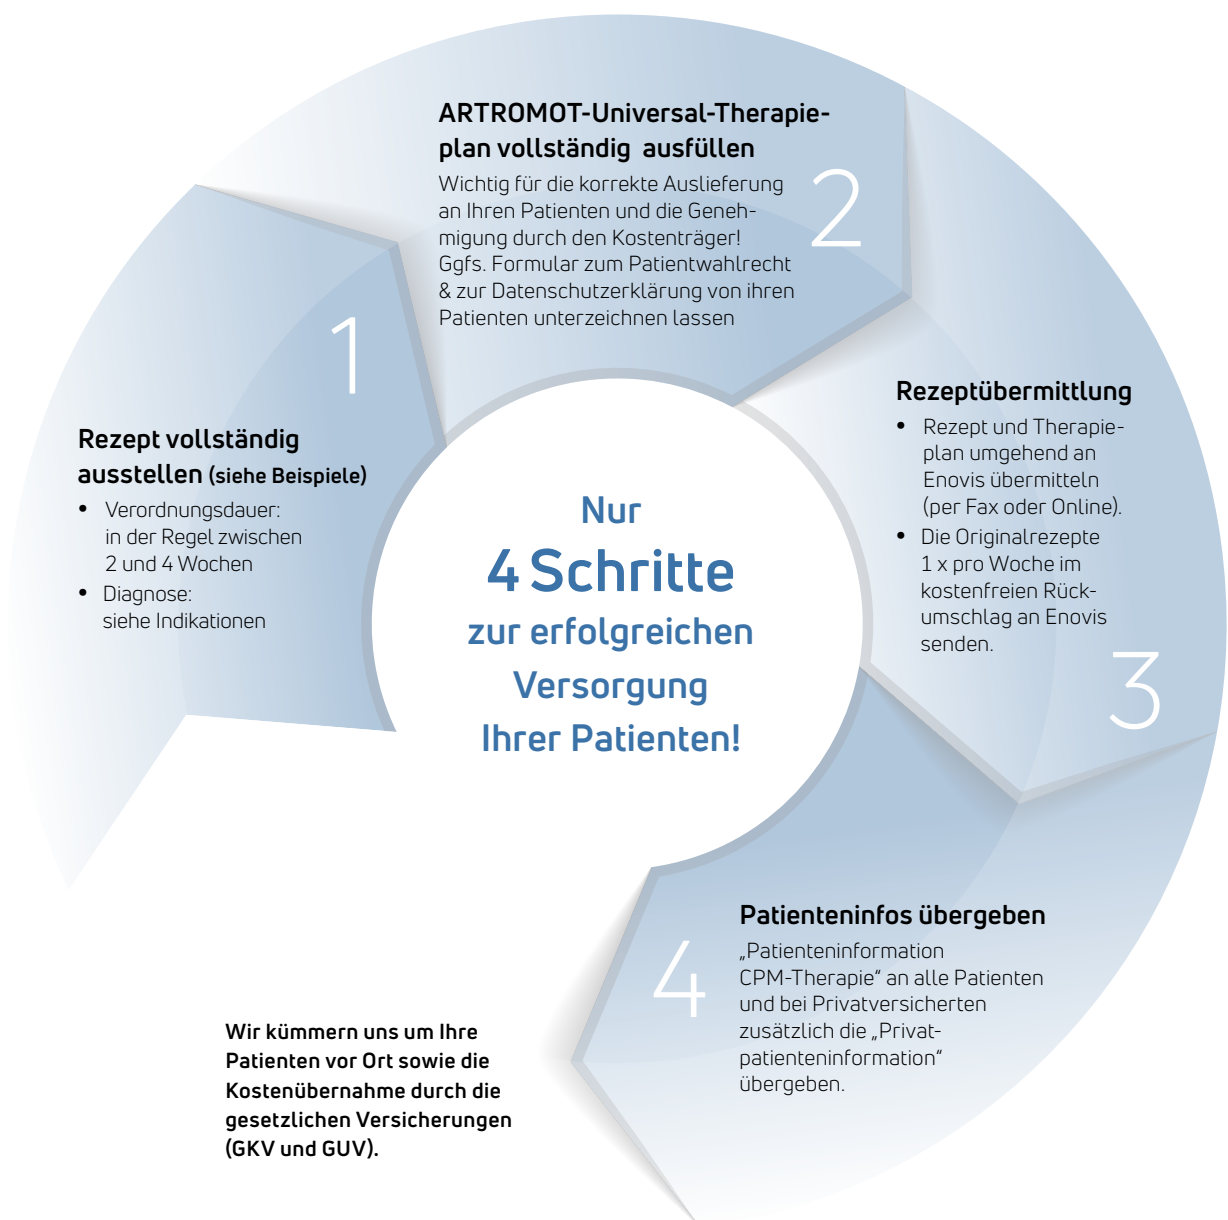 1
Rezept vollständig
ausstellen (siehe Beispiele)
• Verordnungsdauer:
in der Regel zwischen
2 und 4 Wochen
• Diagnose:
siehe Indikationen
ARTROMOT-Universal-Therapie-
plan vollständig ausfüllen
Wichtig für die korrekte Auslieferung
an Ihren Patienten und die Geneh-
migung durch den Kostenträger!
Ggfs. Formular zum Patientwahlrecht
& zur Datenschutzerklärung von ihren
Patienten unterzeichnen lassen
2
Rezeptübermittlung
• Rezept und Therapie-
plan umgehend an
Enovis übermitteln
(per Fax oder Online).
• Die Originalrezepte
1 x pro Woche im
kostenfreien Rück-
umschlag an Enovis
senden.
3
Nur
4 Schritte
zur erfolgreichen
Versorgung
Ihrer Patienten!
4
Patienteninfos übergeben
„Patienteninformation
CPM-Therapie“ an alle Patienten
und bei Privatversicherten
zusätzlich die „Privat-
patienteninformation“
übergeben.
Wir kümmern uns um Ihre
Patienten vor Ort sowie die
Kostenübernahme durch die
gesetzlichen Versicherungen
(GKV und GUV).